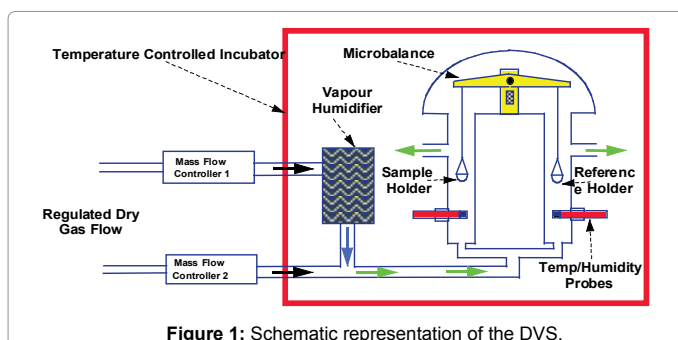 Temperature Controlled Incubator
Microbalance
Vapour
Humidifier
Mass Flow
Controller 1
Sample
Holder
Referenc
e Holder
Regulated Dry
Gas Flow
Mass Flow
Controller 2
Temp/Humidity
Probes
Figure 1: Schematic representation of the DVS.